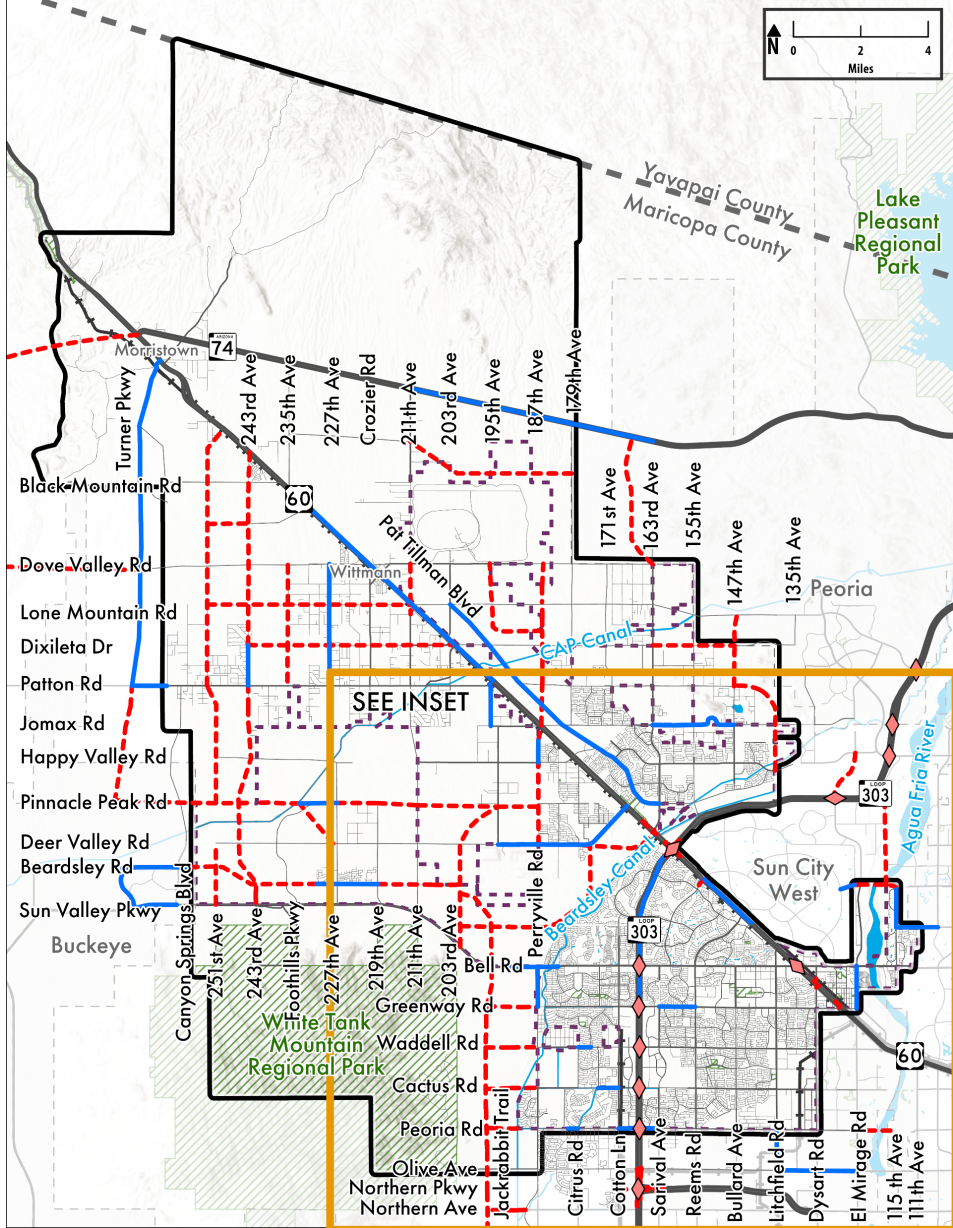 N
0 2 4
Miles
Yavapai County
Maricopa County
Lake
Pleasant
Regional
Park
ARIZONA
74
Morristown
Turner Pkwy
243rd Ave
235th Ave
227th Ave
Crozier Rd
211th Ave
203rd Ave
195th Ave
187th Ave
179th Ave
171st Ave
163rd Ave
155th Ave
147th Ave
135th Ave
Black Mountain Rd
60
Pat Tillman Blvd
Dove Valley Rd
Wittmann
Peoria
Lone Mountain Rd
Dixileta Dr
CAP Canal
Patton Rd
SEE INSET
Jomax Rd
Happy Valley Rd
Pinnacle Peak Rd
LOOP
303
Agua Fria River
Deer Valley Rd
Beardsley Rd
Sun Valley Pkwy
Buckeye
Sun City
West
Beardsley Canal
LOOP
303
Canyon Springs Blvd
251st Ave
243rd Ave
Foothills Pkwy
227th Ave
219th Ave
211th Ave
203rd Ave
Perryville Rd
Bell Rd
Greenway Rd
White Tank
Mountain
Regional Park
Waddell Rd
60
Cactus Rd
Peoria Rd
Jackrabbit Trail
Olive Ave
Northern Pkwy
Northern Ave
Citrus Rd
Cotton Ln
Sarival Ave
Reems Rd
Bullard Ave
Litchfield Rd
Dysart Rd
El Mirage Rd
115th Ave
111th Ave